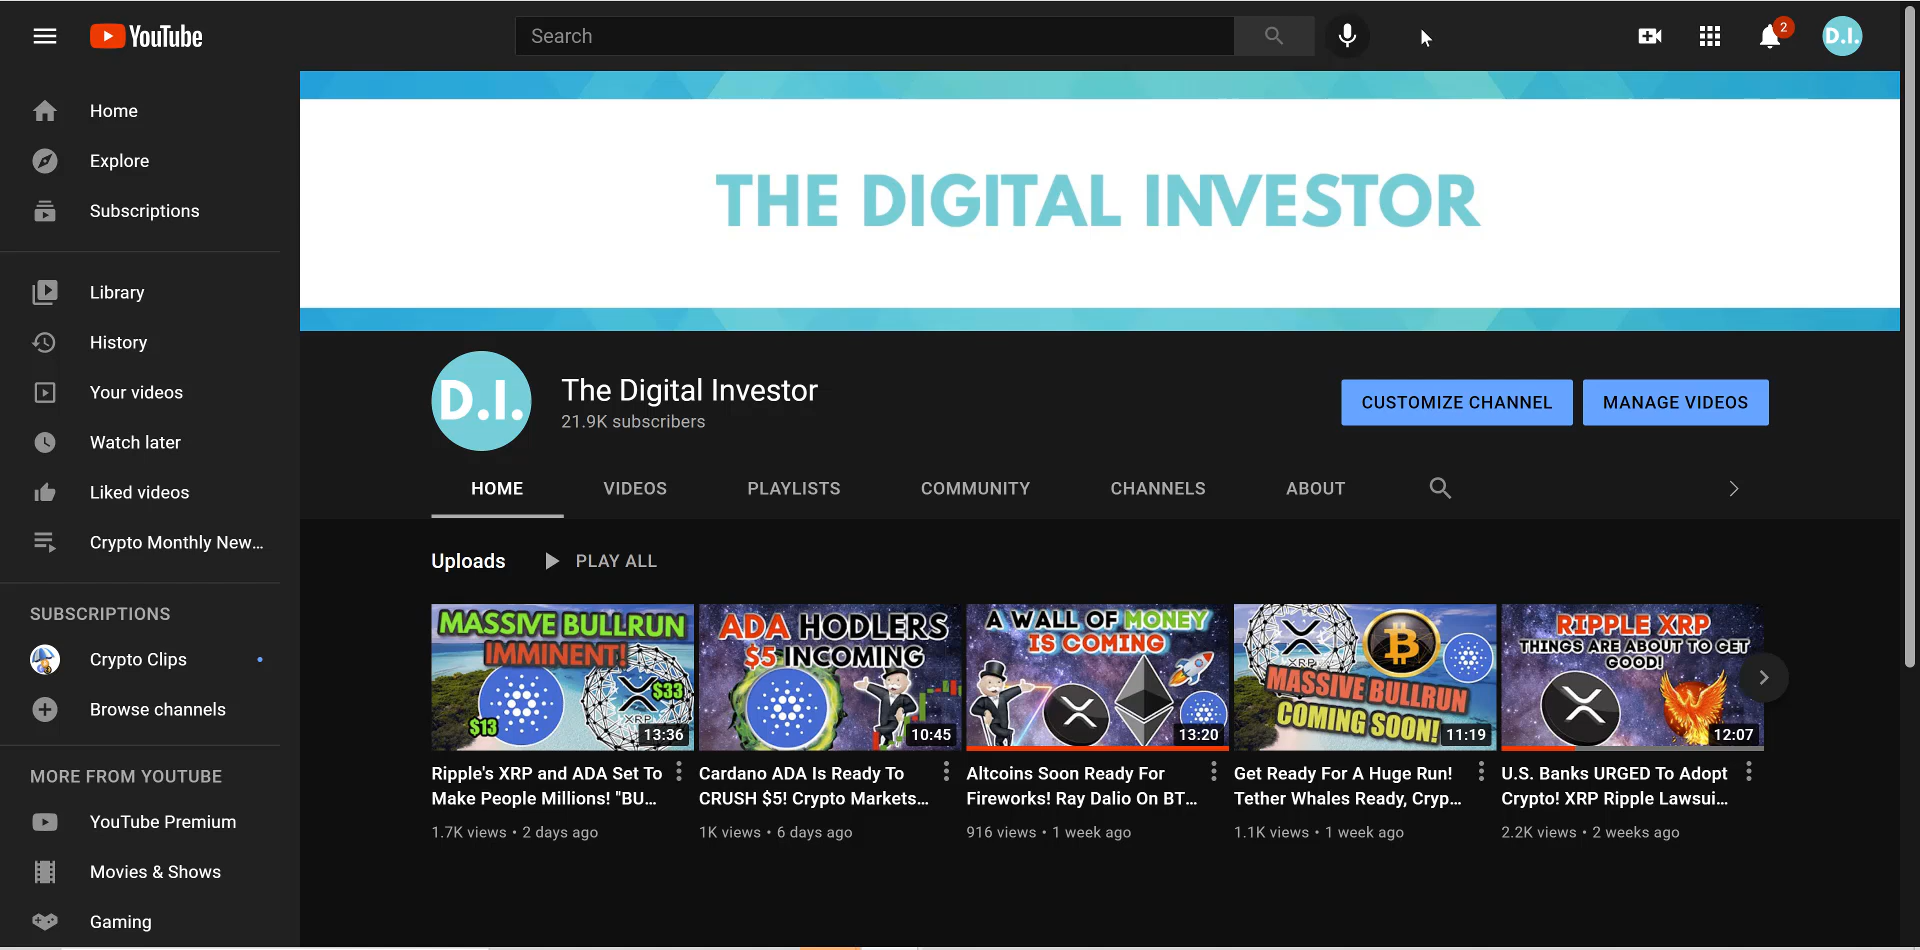 YouTube
Search
2
D.I.
Home
Explore
Subscriptions
Library
History
Your videos
Watch later
Liked videos
Crypto Monthly New...
SUBSCRIPTIONS
Crypto Clips
Browse channels
MORE FROM YOUTUBE
YouTube Premium
Movies & Shows
Gaming
THE DIGITAL INVESTOR
D.I.
The Digital Investor
21.9K subscribers
CUSTOMIZE CHANNEL
MANAGE VIDEOS
HOME
VIDEOS
PLAYLISTS
COMMUNITY
CHANNELS
ABOUT
Uploads
PLAY ALL
MASSIVE BULLRUN
IMMINENT!
$33
XRP
$13
13:36
Ripple's XRP and ADA Set To
Make People Millions! "BU...
1.7K views • 2 days ago
ADA HODLERS
$5 INCOMING
10:45
Cardano ADA Is Ready To
CRUSH $5! Crypto Markets...
1K views • 6 days ago
A WALL OF MONEY
IS COMING
13:20
Altcoins Soon Ready For
Fireworks! Ray Dalio On BT...
916 views • 1 week ago
XRP
MASSIVE BULLRUN
COMING SOON!
11:19
Get Ready For A Huge Run!
Tether Whales Ready, Cryp...
1.1K views • 1 week ago
RIPPLE XRP
THINGS ARE ABOUT TO GET
GOOD!
12:07
U.S. Banks URGED To Adopt
Crypto! XRP Ripple Lawsui...
2.2K views • 2 weeks ago